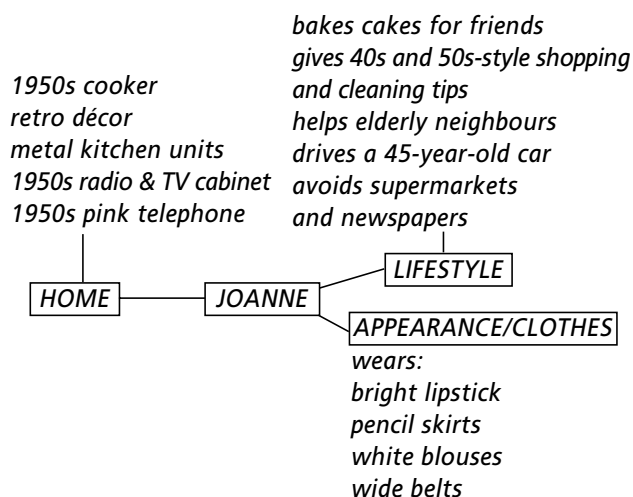 bakes cakes for friends
gives 40s and 50s-style shopping
and cleaning tips
helps elderly neighbours
drives a 45-year-old car
avoids supermarkets
and newspapers
1950s cooker
retro décor
metal kitchen units
1950s radio & TV cabinet
1950s pink telephone
LIFESTYLE
HOME
JOANNE
APPEARANCE/CLOTHES
wears:
bright lipstick
pencil skirts
white blouses
wide belts